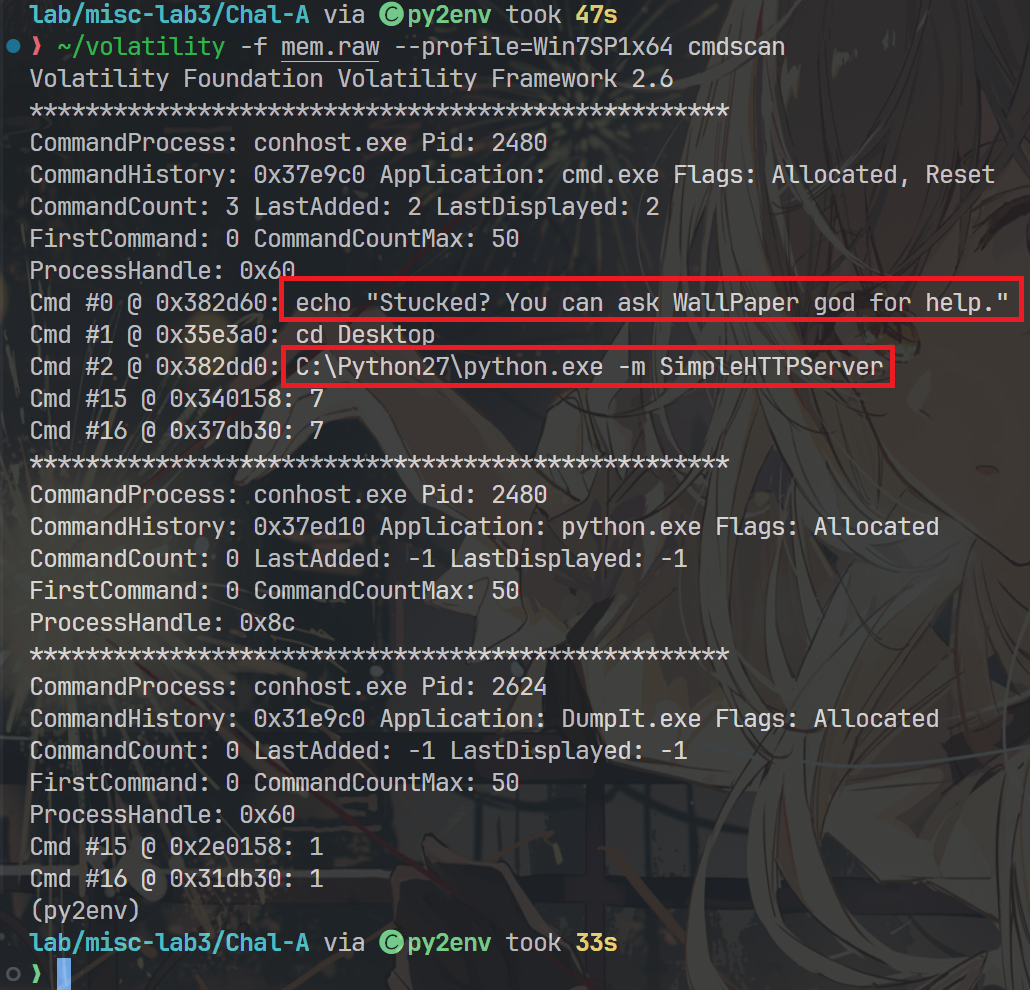 lab/misc-lab3/Chal-A via ©py2env took 47s
❯ ~/volatility -f mem.raw --profile=Win7SP1x64 cmdscan
Volatility Foundation Volatility Framework 2.6
**************************************************
CommandProcess: conhost.exe Pid: 2480
CommandHistory: 0x37e9c0 Application: cmd.exe Flags: Allocated, Reset
CommandCount: 3 LastAdded: 2 LastDisplayed: 2
FirstCommand: 0 CommandCountMax: 50
ProcessHandle: 0x60
Cmd #0 @ 0x382d60: echo "Stucked? You can ask WallPaper god for help."
Cmd #1 @ 0x35e3a0: cd Desktop
Cmd #2 @ 0x382dd0: C:\Python27\python.exe -m SimpleHTTPServer
Cmd #15 @ 0x340158: 7
Cmd #16 @ 0x37db30: 7
**************************************************
CommandProcess: conhost.exe Pid: 2480
CommandHistory: 0x37ed10 Application: python.exe Flags: Allocated
CommandCount: 0 LastAdded: -1 LastDisplayed: -1
FirstCommand: 0 CommandCountMax: 50
ProcessHandle: 0x8c
**************************************************
CommandProcess: conhost.exe Pid: 2624
CommandHistory: 0x31e9c0 Application: DumpIt.exe Flags: Allocated
CommandCount: 0 LastAdded: -1 LastDisplayed: -1
FirstCommand: 0 CommandCountMax: 50
ProcessHandle: 0x60
Cmd #15 @ 0x2e0158: 1
Cmd #16 @ 0x31db30: 1
(py2env)
lab/misc-lab3/Chal-A via ©py2env took 33s
❯